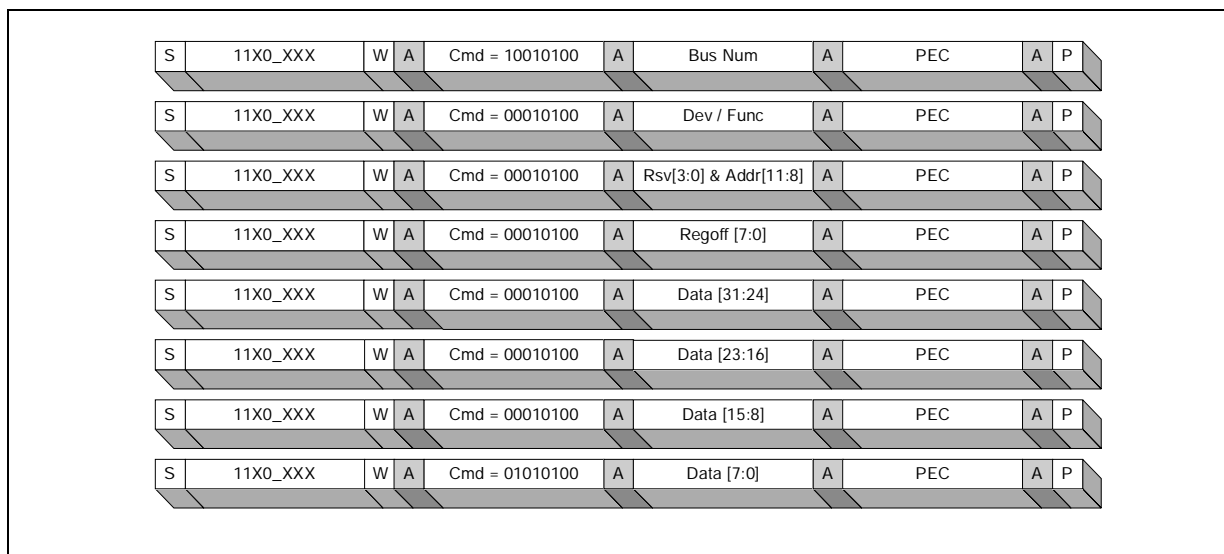 S 11X0_XXX W A Cmd = 10010100 A Bus Num A PEC A P
S 11X0_XXX W A Cmd = 00010100 A Dev / Func A PEC A P
S 11X0_XXX W A Cmd = 00010100 A Rsv[3:0] & Addr[11:8] A PEC A P
S 11X0_XXX W A Cmd = 00010100 A Regoff [7:0] A PEC A P
S 11X0_XXX W A Cmd = 00010100 A Data [31:24] A PEC A P
S 11X0_XXX W A Cmd = 00010100 A Data [23:16] A PEC A P
S 11X0_XXX W A Cmd = 00010100 A Data [15:8] A PEC A P
S 11X0_XXX W A Cmd = 01010100 A Data [7:0] A PEC A P